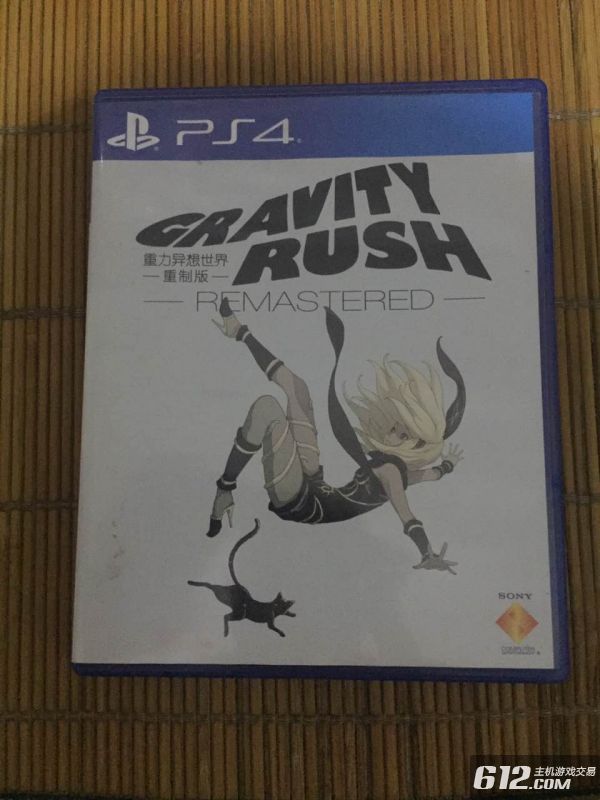 PS4
GRAVITY
RUSH
重力异想世界
—重制版—
— REMASTERED —
SONY
612.com
主机游戏交易